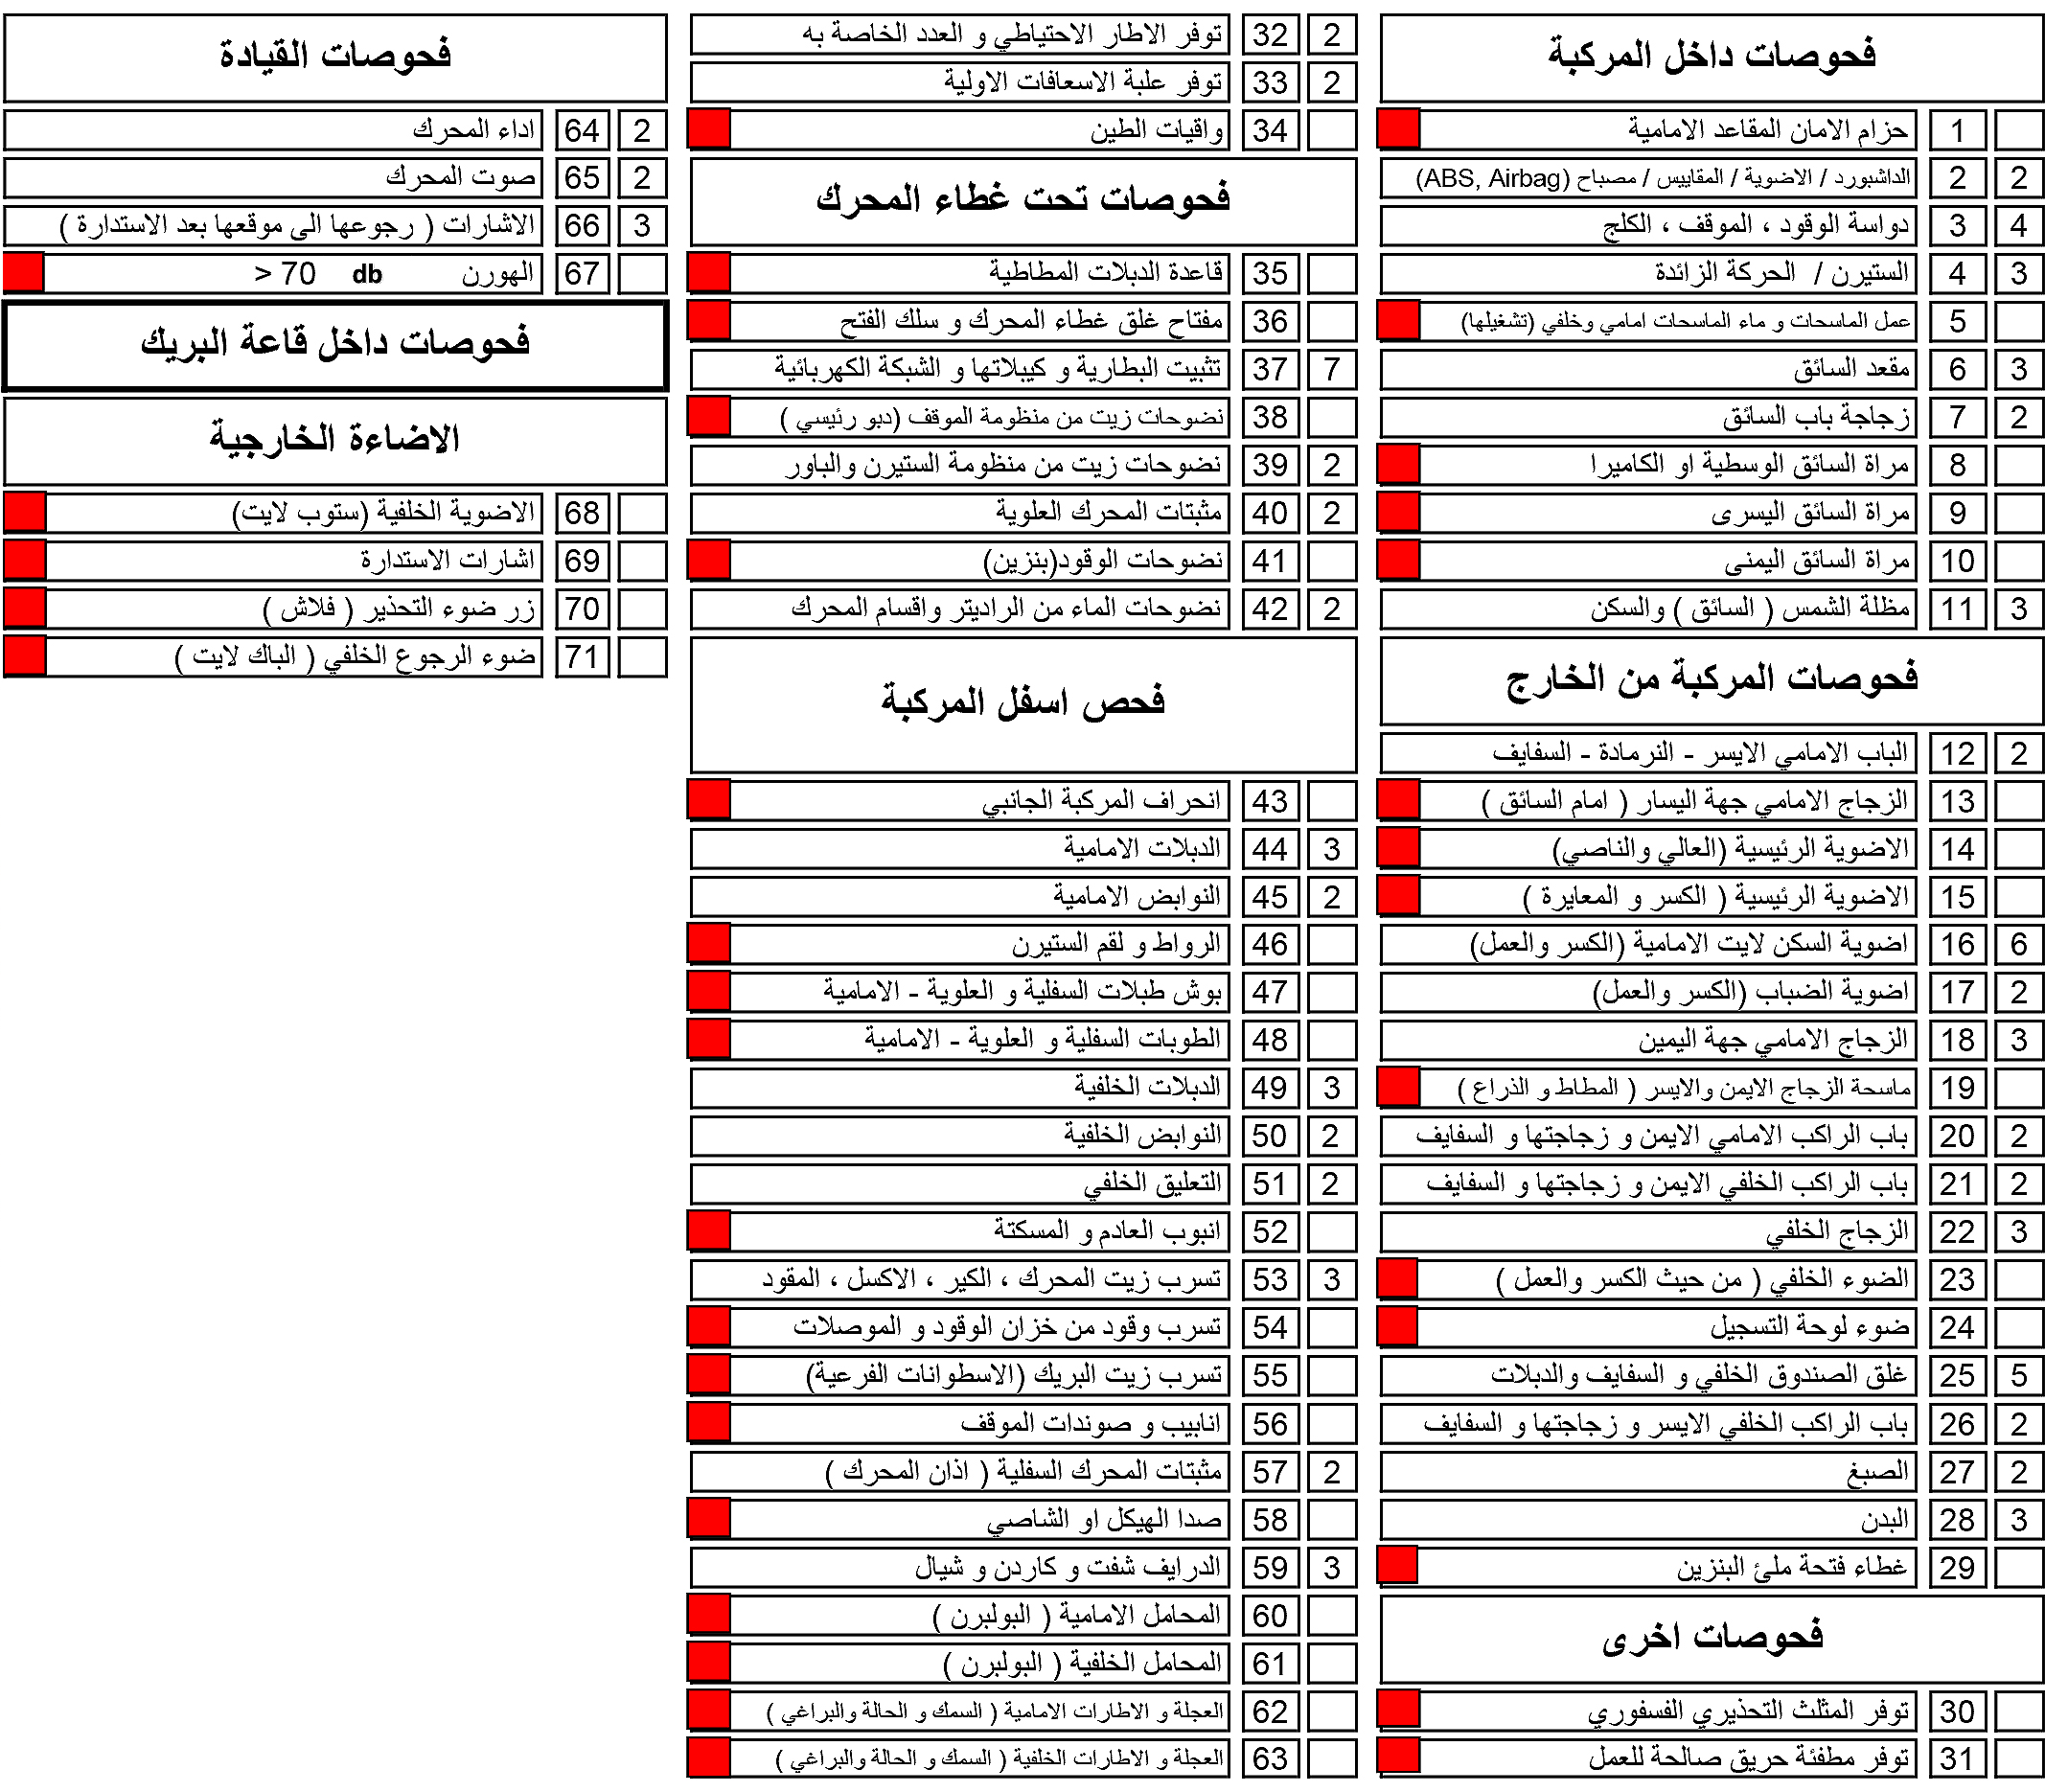 فحوصات داخل المركبة
1 حزام الامان المقاعد الامامية
2 2 الداشبورد / الاضوية / المقاييس / مصباح (ABS, Airbag)
4 3 دواسة الوقود ، الموقف ، الكلج
3 4 الستيرن / الحركة الزائدة
5 عمل الماسحات و ماء الماسحات امامي وخلفي (تشغيلها)
3 6 مقعد السائق
2 7 زجاجة باب السائق
8 مراة السائق الوسطية او الكاميرا
9 مراة السائق اليسرى
10 مراة السائق اليمنى
3 11 مظلة الشمس ( السائق ) والسكن
فحوصات المركبة من الخارج
2 12 الباب الامامي الايسر - النرمادة - السفايف
13 الزجاج الامامي جهة اليسار ( امام السائق )
14 الاضوية الرئيسية (العالي والناصي)
15 الاضوية الرئيسية ( الكسر و المعايرة )
6 16 اضوية السكن لايت الامامية (الكسر والعمل)
2 17 اضوية الضباب (الكسر والعمل)
3 18 الزجاج الامامي جهة اليمين
19 ماسحة الزجاج الايمن والايسر ( المطاط و الذراع )
2 20 باب الراكب الامامي الايمن و زجاجتها و السفايف
2 21 باب الراكب الخلفي الايمن و زجاجتها و السفايف
3 22 الزجاج الخلفي
23 الضوء الخلفي ( من حيث الكسر والعمل )
24 ضوء لوحة التسجيل
5 25 غلق الصندوق الخلفي و السفايف والدبلات
2 26 باب الراكب الخلفي الايسر و زجاجتها و السفايف
2 27 الصبغ
3 28 البدن
29 غطاء فتحة ملئ البنزين
فحوصات اخرى
30 توفر المثلث التحذيري الفسفوري
31 توفر مطفئة حريق صالحة للعمل
2 32 توفر الاطار الاحتياطي و العدد الخاصة به
2 33 توفر علبة الاسعافات الاولية
34 واقيات الطين
فحوصات تحت غطاء المحرك
35 قاعدة الدبلات المطاطية
36 مفتاح غلق غطاء المحرك و سلك الفتح
7 37 تثبيت البطارية و كيبلاتها و الشبكة الكهربائية
38 نضوحات زيت من منظومة الموقف (دبو رئيسي )
2 39 نضوحات زيت من منظومة الستيرن والباور
2 40 مثبتات المحرك العلوية
41 نضوحات الوقود(بنزين)
2 42 نضوحات الماء من الراديتر واقسام المحرك
فحص اسفل المركبة
43 انحراف المركبة الجانبي
3 44 الدبلات الامامية
2 45 النوابض الامامية
46 الرواط و لقم الستيرن
47 بوش طبلات السفلية و العلوية - الامامية
48 الطوبات السفلية و العلوية - الامامية
3 49 الدبلات الخلفية
2 50 النوابض الخلفية
2 51 التعليق الخلفي
52 انبوب العادم و المسكتة
3 53 تسرب زيت المحرك ، الكير ، الاكسل ، المقود
54 تسرب وقود من خزان الوقود و الموصلات
55 تسرب زيت البريك (الاسطوانات الفرعية)
56 انابيب و صوندات الموقف
2 57 مثبتات المحرك السفلية ( اذان المحرك )
58 صدا الهيكل او الشاصي
3 59 الدرايف شفت و كاردن و شيال
60 المحامل الامامية ( البولبرن )
61 المحامل الخلفية ( البولبرن )
62 العجلة و الاطارات الامامية ( السمك و الحالة والبراغي )
63 العجلة و الاطارات الخلفية ( السمك و الحالة والبراغي )
فحوصات القيادة
2 64 اداء المحرك
2 65 صوت المحرك
3 66 الاشارات ( رجوعها الى موقعها بعد الاستدارة )
67 الهورن db 70 <
فحوصات داخل قاعة البريك
الاضاءة الخارجية
68 الاضوية الخلفية (ستوب لايت)
69 اشارات الاستدارة
70 زر ضوء التحذير ( فلاش )
71 ضوء الرجوع الخلفي ( الباك لايت )